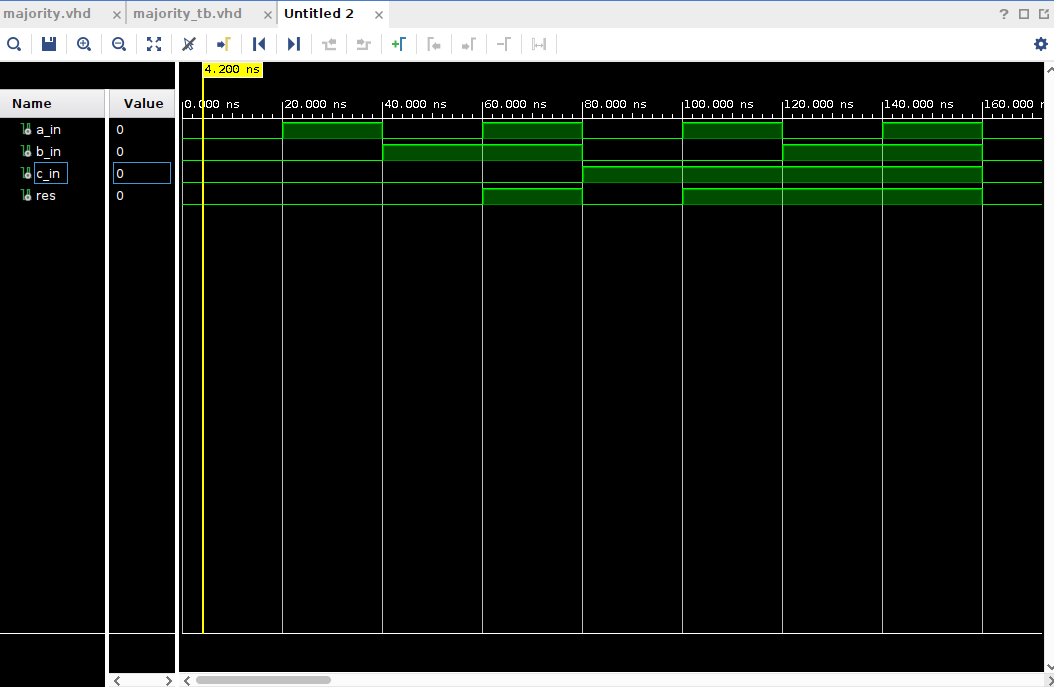 majority.vhd majority_tb.vhd Untitled 2 ?
4.200 ns
Name Value 0.000 ns 20.000 ns 40.000 ns 60.000 ns 80.000 ns 100.000 ns 120.000 ns 140.000 ns 160.000
a_in 0
b_in 0
c_in 0
res 0